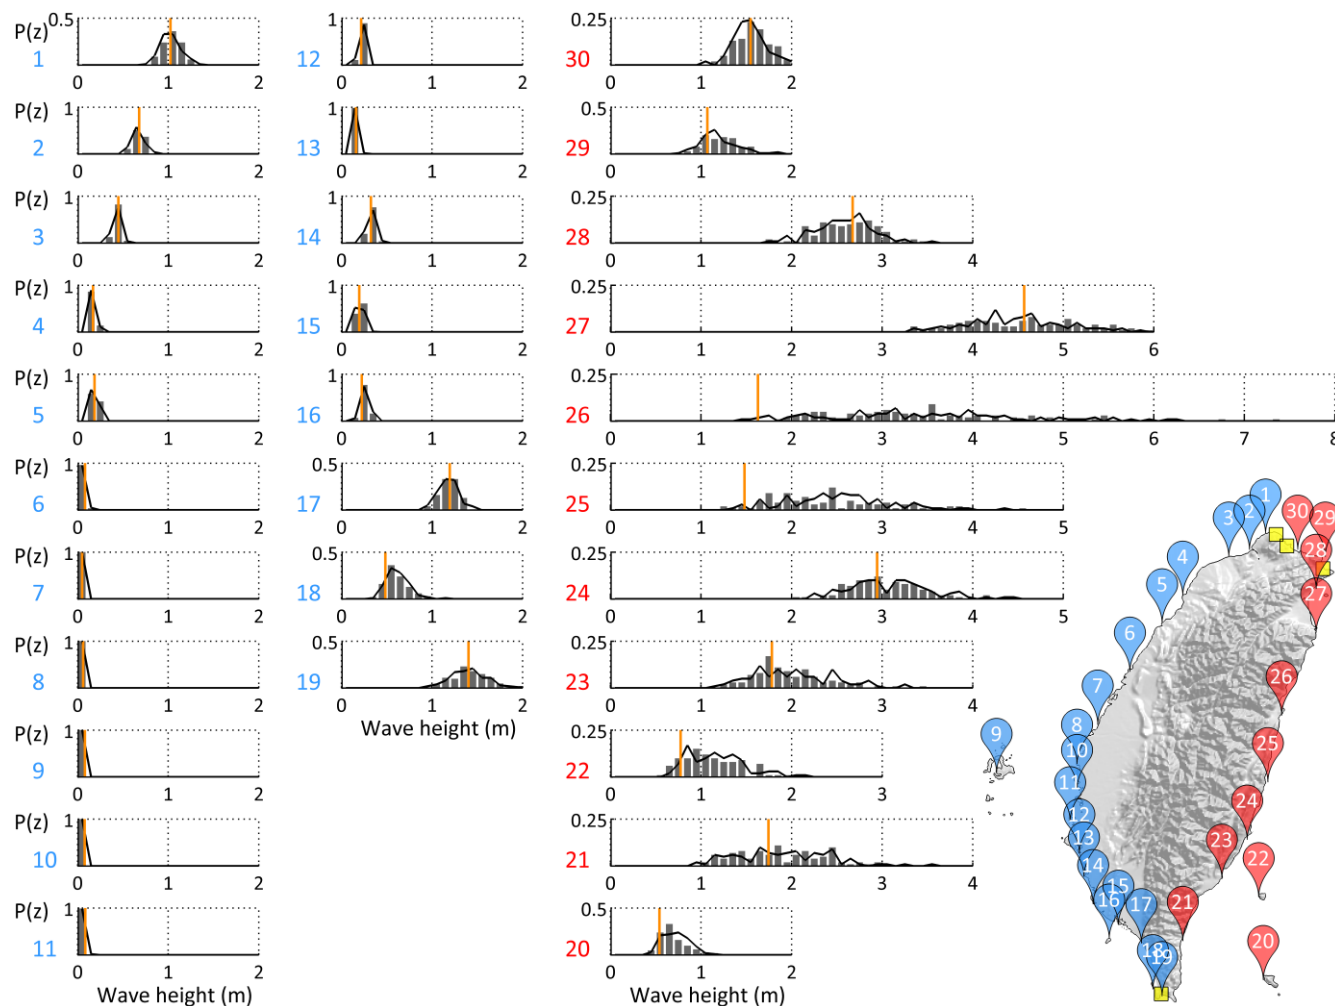 P(z) 0.5 1 0 1 2
1 12 0 1 2
0.25 30 0 1 2
P(z) 1 2 0 1 2
1 13 0 1 2
0.5 29 0 1 2
P(z) 1 3 0 1 2
1 14 0 1 2
0.25 28 0 1 2 3 4
P(z) 1 4 0 1 2
1 15 0 1 2
0.25 27 0 1 2 3 4 5 6
P(z) 1 5 0 1 2
1 16 0 1 2
0.25 26 0 1 2 3 4 5 6 7 8
P(z) 1 6 0 1 2
0.5 17 0 1 2
0.25 25 0 1 2 3 4 5
P(z) 1 7 0 1 2
0.5 18 0 1 2
0.25 24 0 1 2 3 4 5
P(z) 1 8 0 1 2
0.5 19 0 1 2
Wave height (m)
0.25 23 0 1 2 3 4
P(z) 1 9 0 1 2
0.25 22 0 1 2 3
P(z) 1 10 0 1 2
0.25 21 0 1 2 3 4
P(z) 1 11 0 1 2
Wave height (m)
0.5 20 0 1 2
Wave height (m)
1
2
3
30
29
28
4
5
27
6
26
7
8
9
10
25
11
24
12
13
23
14
22
15
16
17
21
18
19
20